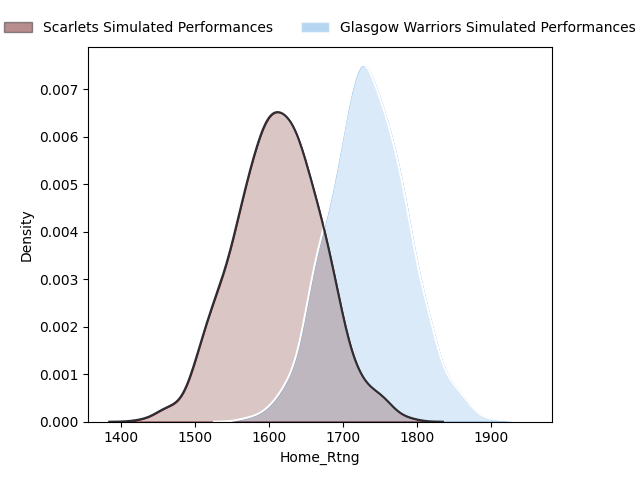 Scarlets Simulated Performances
Glasgow Warriors Simulated Performances
0.007
0.006
0.005
0.004
0.003
0.002
0.001
0.000
Density
1400 1500 1600 1700 1800 1900
Home_Rtng